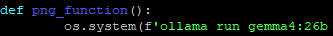 def png_function():
os.system(f'ollama run gemma4:26b